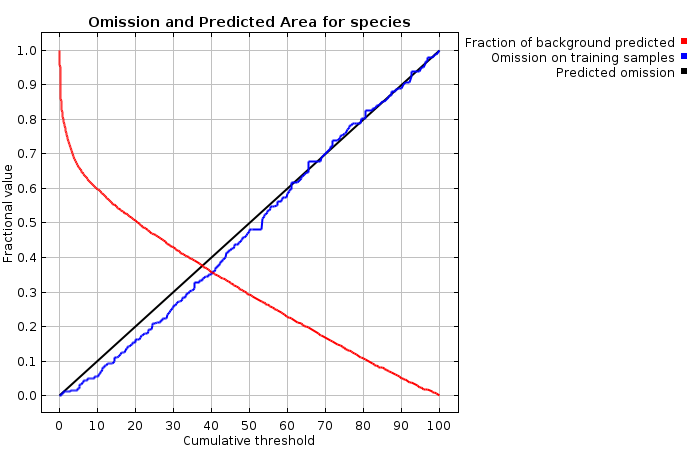 Omission and Predicted Area for species
Fraction of background predicted
Omission on training samples
Predicted omission
Fractional value
1.0
0.9
0.8
0.7
0.6
0.5
0.4
0.3
0.2
0.1
0.0
0 10 20 30 40 50 60 70 80 90 100
Cumulative threshold